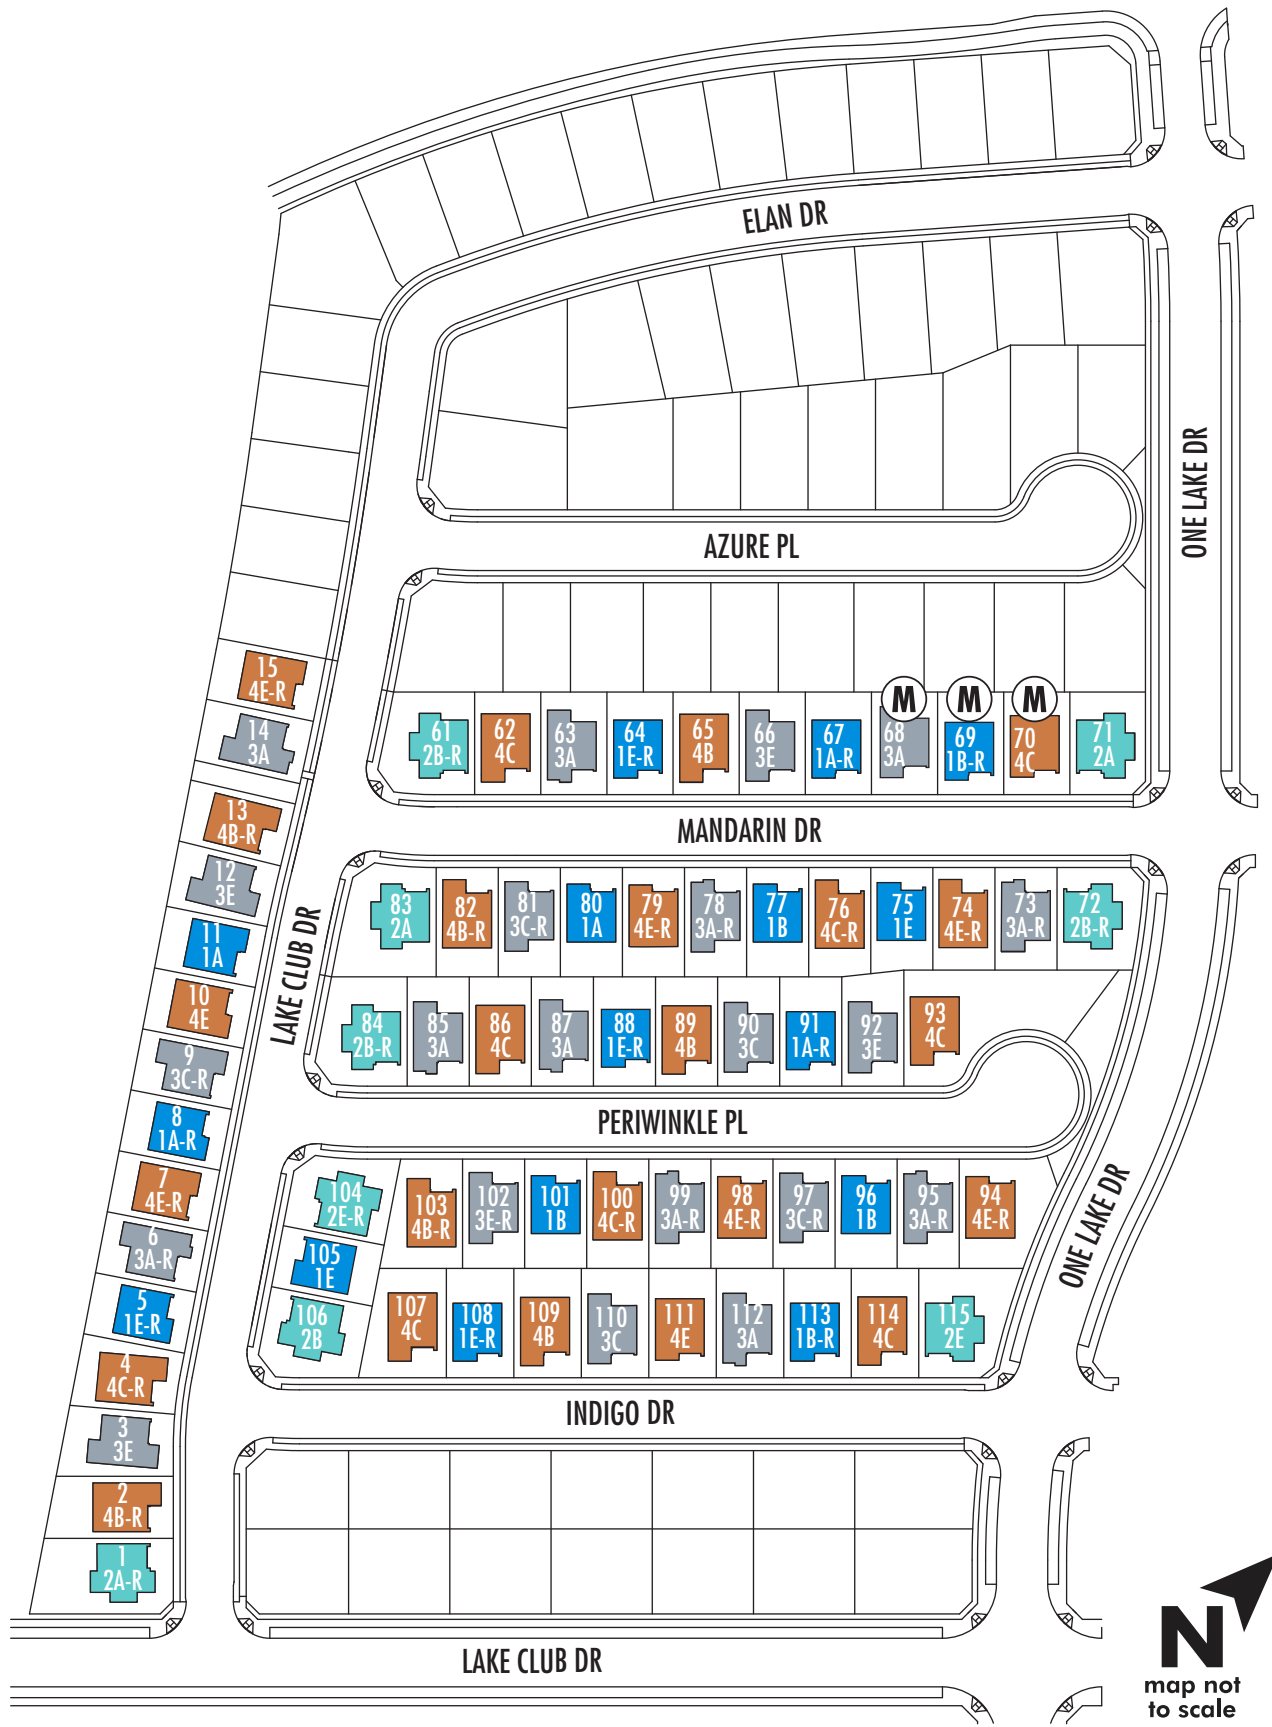 ELAN DR
ONE LAKE DR
AZURE PL
15
4E-R
14
3A
13
4B-R
12
3E
11
1A
10
4E
9
3C-R
8
1A-R
7
4E-R
6
3A-R
5
1E-R
4
4C-R
3
3E
2
4B-R
1
2A-R
M
M
M
61
2B-R
62
4C
63
3A
64
1E-R
65
4B
66
3E
67
1A-R
68
3A
69
1B-R
70
4C
71
2A
MANDARIN DR
LAKE CLUB DR
83
2A
82
4B-R
81
3C-R
80
1A
79
4E-R
78
3A-R
77
1B
76
4C-R
75
1E
74
4E-R
73
3A-R
72
2B-R
84
2B-R
85
3A
86
4C
87
3A
88
1E-R
89
4B
90
3C
91
1A-R
92
3E
93
4C
PERIWINKLE PL
104
2E-R
103
4B-R
102
3E-R
101
1B
100
4C-R
99
3A-R
98
4E-R
97
3C-R
96
1B
95
3A-R
94
4E-R
ONE LAKE DR
105
1E
106
2B
107
4C
108
1E-R
109
4B
110
3C
111
4E
112
3A
113
1B-R
114
4C
115
2E
INDIGO DR
LAKE CLUB DR
N
map not
to scale